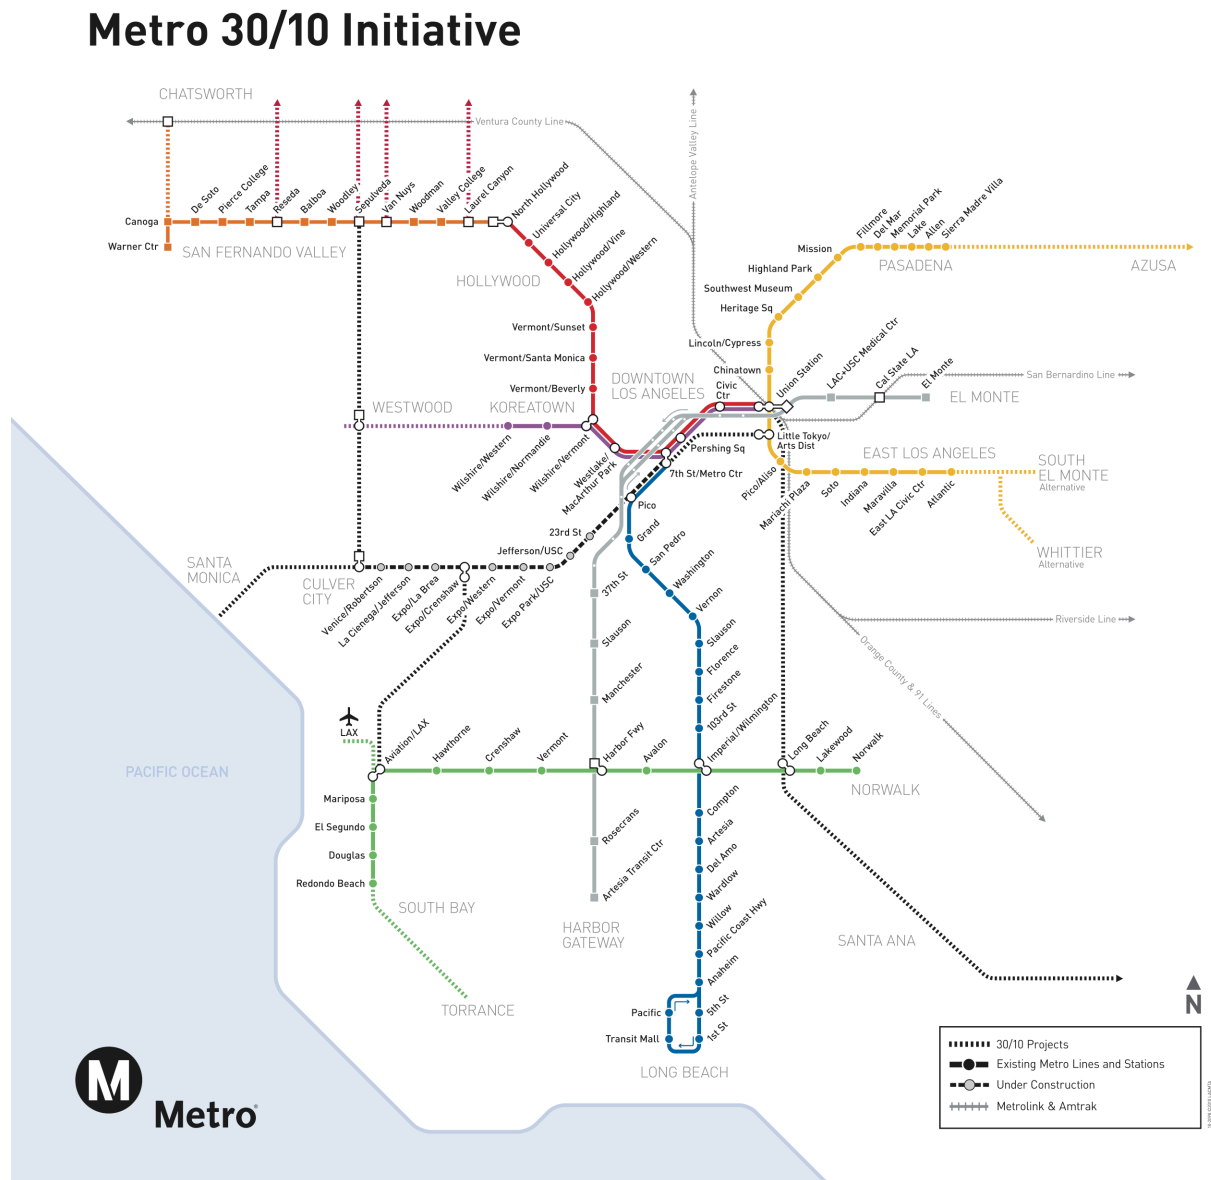 Metro 30/10 Initiative
CHATSWORTH
Ventura County Line
Antelope Valley Line
De Soto
Pierce College
Tampa
Reseda
Balboa
Woodley
Sepulveda
Van Nuys
Woodman
Valley College
Laurel Canyon
North Hollywood
Canoga
Warner Ctr
SAN FERNANDO VALLEY
Universal City
Hollywood/Highland
Hollywood/Vine
Hollywood/Western
HOLLYWOOD
Vermont/Sunset
Vermont/Santa Monica
Vermont/Beverly
Fillmore
Del Mar
Memorial Park
Lake
Allen
Sierra Madre Villa
Mission
Highland Park
Southwest Museum
Heritage Sq
Lincoln/Cypress
Chinatown
PASADENA
AZUSA
DOWNTOWN
LOS ANGELES
Civic
Ctr
Union Station
LAC+USC Medical Ctr
Cal State LA
El Monte
San Bernardino Line
EL MONTE
WESTWOOD
KOREATOWN
Wilshire/Western
Wilshire/Normandie
Wilshire/Vermont
Westlake/
MacArthur Park
Pershing Sq
7th St/Metro Ctr
Little Tokyo/
Arts Dist
Pico/Aliso
Mariachi Plaza
Soto
Indiana
Maravilla
East LA Civic Ctr
Atlantic
EAST LOS ANGELES
SOUTH
EL MONTE
Alternative
WHITTIER
Alternative
Pico
Grand
San Pedro
Washington
Vernon
23rd St
Jefferson/USC
SANTA
MONICA
CULVER
CITY
Venice/Robertson
La Cienega/Jefferson
Expo/La Brea
Expo/Crenshaw
Expo/Western
Expo/Vermont
Expo Park/USC
37th St
Slauson
Manchester
Slauson
Florence
Firestone
103rd St
Riverside Line
Orange County & 91 Lines
LAX
Aviation/LAX
Hawthorne
Crenshaw
Vermont
Harbor Fwy
Avalon
Imperial/Wilmington
Long Beach
Lakewood
Norwalk
NORWALK
PACIFIC OCEAN
Mariposa
El Segundo
Douglas
Redondo Beach
SOUTH BAY
TORRANCE
Rosecrans
Artesia Transit Ctr
HARBOR
GATEWAY
Compton
Artesia
Del Amo
Wardlow
Willow
Pacific Coast Hwy
Anaheim
5th St
1st St
Pacific
Transit Mall
LONG BEACH
SANTA ANA
N
30/10 Projects
Existing Metro Lines and Stations
Under Construction
Metrolink & Amtrak
M
Metro